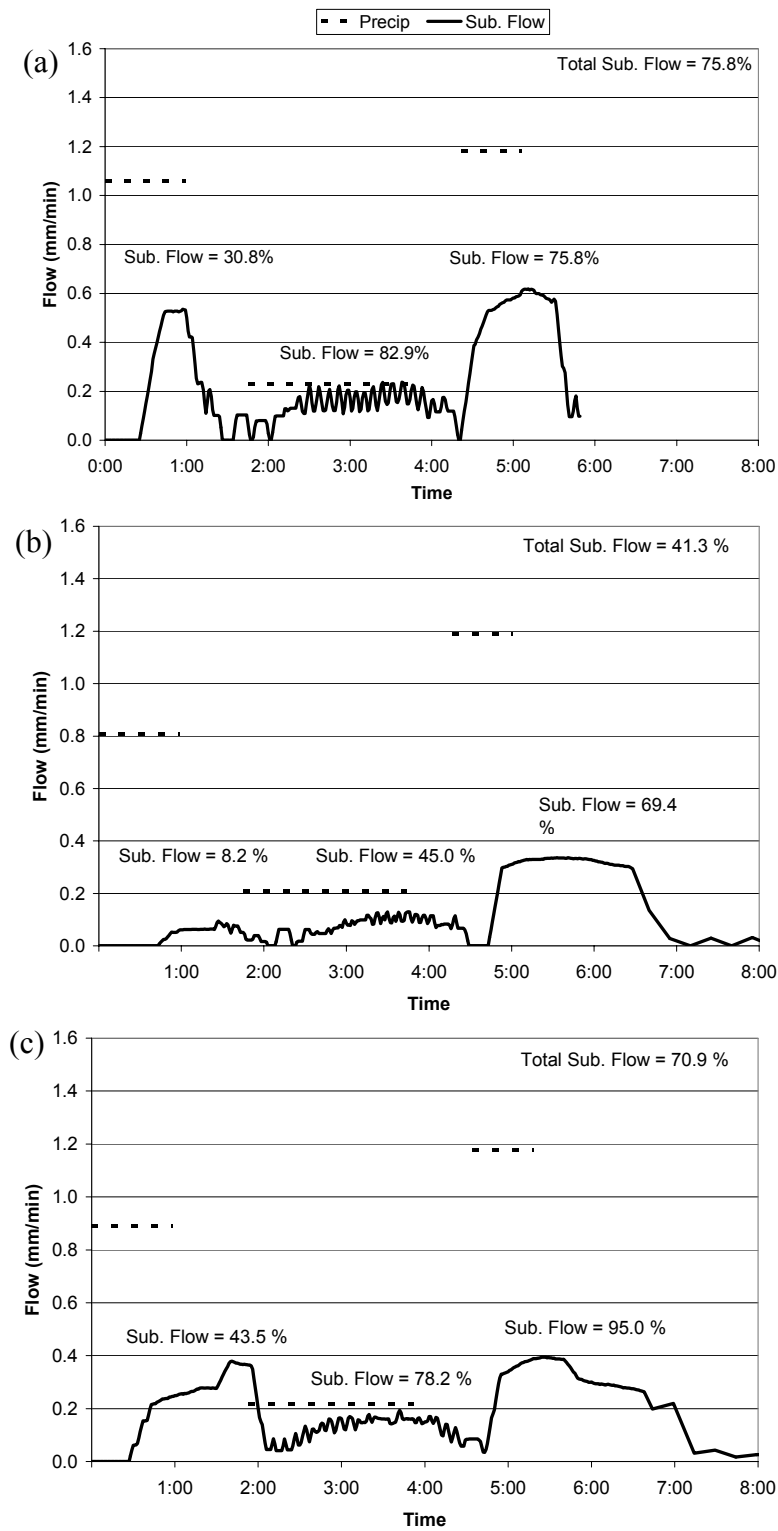 Precip Sub. Flow
(a)
1.6
Total Sub. Flow = 75.8%
1.4
1.2
1.0
Sub. Flow = 30.8%
Sub. Flow = 75.8%
0.8
0.6
Sub. Flow = 82.9%
0.4
0.2
0.0
Flow (mm/min)
0:00 1:00 2:00 3:00 4:00 5:00 6:00 7:00 8:00
Time
(b)
1.6
Total Sub. Flow = 41.3 %
1.4
1.2
1.0
0.8
0.6
Sub. Flow = 69.4
%
Sub. Flow = 8.2 %
Sub. Flow = 45.0 %
0.4
0.2
0.0
Flow (mm/min)
1:00 2:00 3:00 4:00 5:00 6:00 7:00 8:00
Time
(c)
1.6
Total Sub. Flow = 70.9 %
1.4
1.2
1.0
0.8
0.6
Sub. Flow = 43.5 %
Sub. Flow = 95.0 %
0.4
Sub. Flow = 78.2 %
0.2
0.0
Flow (mm/min)
1:00 2:00 3:00 4:00 5:00 6:00 7:00 8:00
Time